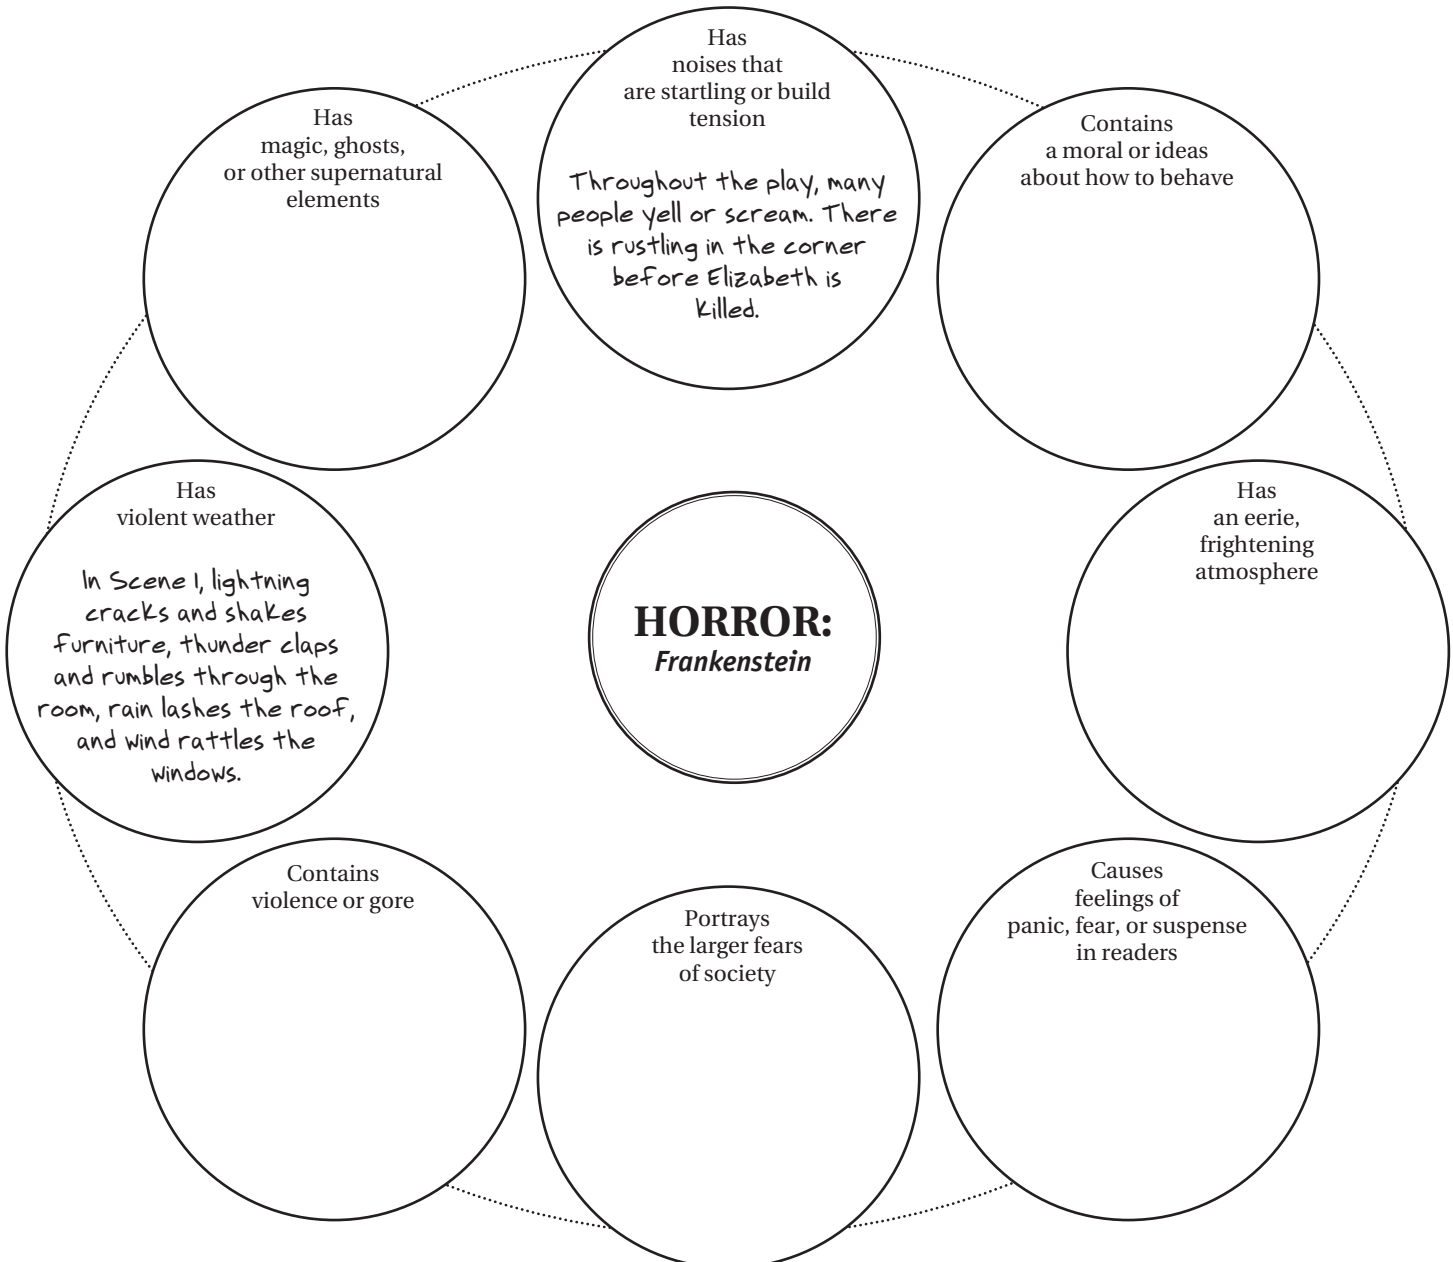 Has
noises that
are startling or build
tension
Throughout the play, many
people yell or scream. There
is rustling in the corner
before Elizabeth is
killed.
Has
magic, ghosts,
or other supernatural
elements
Contains
a moral or ideas
about how to behave
Has
violent weather
In Scene 1, lightning
cracks and shakes
furniture, thunder claps
and rumbles through the
room, rain lashes the roof,
and wind rattles the
windows.
HORROR:
Frankenstein
Has
an eerie,
frightening
atmosphere
Contains
violence or gore
Portrays
the larger fears
of society
Causes
feelings of
panic, fear, or suspense
in readers